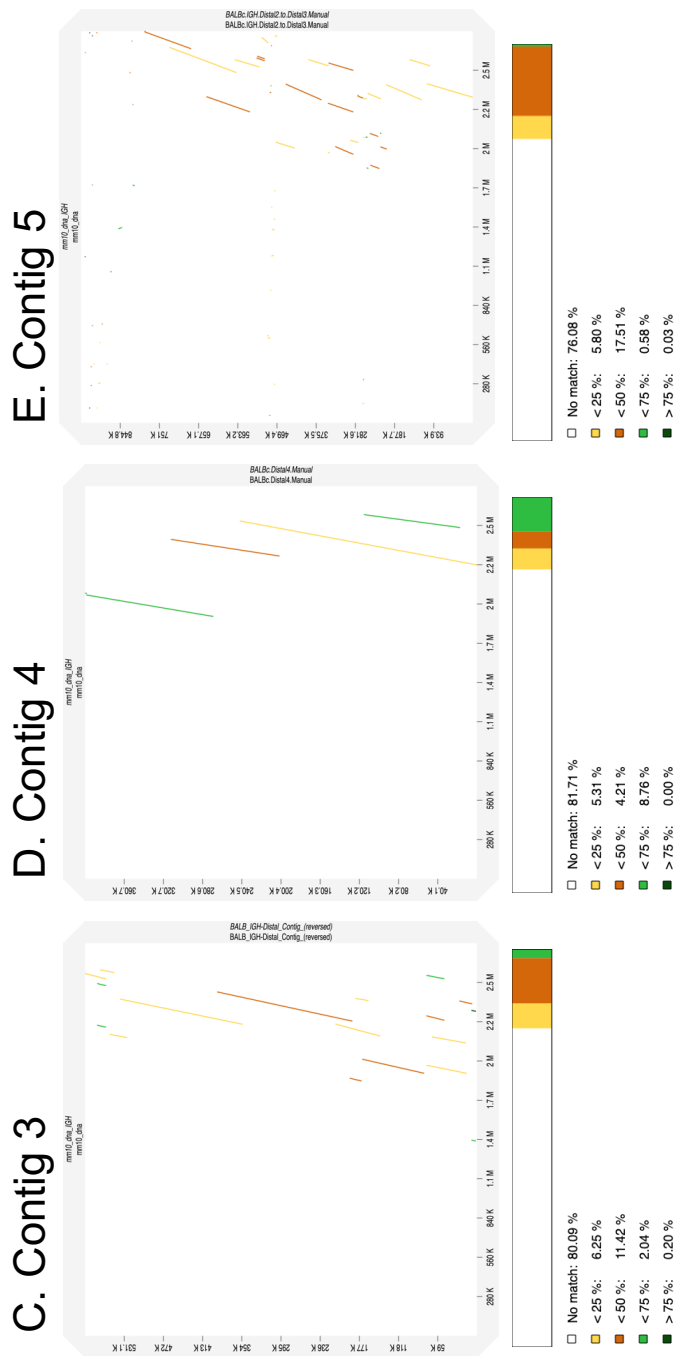 C. Contig 3
mm10_dna_IGH
mm10_dna
BALB_IGH-Distal_Contig_(reversed)
BALB_IGH-Distal_Contig_(reversed)
531.1 K
472 K
413 K
354 K
295 K
236 K
177 K
118 K
59 K
280 K
560 K
840 K
1.1 M
1.4 M
1.7 M
2 M
2.2 M
2.5 M
No match: 80.09 %
< 25 %: 6.25 %
< 50 %: 11.42 %
< 75 %: 2.04 %
> 75 %: 0.20 %
D. Contig 4
mm10_dna_IGH
mm10_dna
BALBc.Distal4.Manual
BALBc.Distal4.Manual
360.7 K
320.7 K
280.6 K
240.5 K
200.4 K
160.3 K
120.2 K
80.2 K
40.1 K
280 K
560 K
840 K
1.1 M
1.4 M
1.7 M
2 M
2.2 M
2.5 M
No match: 81.71 %
< 25 %: 5.31 %
< 50 %: 4.21 %
< 75 %: 8.76 %
> 75 %: 0.00 %
E. Contig 5
mm10_dna_IGH
mm10_dna
BALBc.IGH.Distal2.to.Distal3.Manual
BALBc.IGH.Distal2.to.Distal3.Manual
844.8 K
751 K
657.1 K
563.2 K
469.4 K
375.5 K
281.6 K
187.7 K
93.9 K
280 K
560 K
840 K
1.1 M
1.4 M
1.7 M
2 M
2.2 M
2.5 M
No match: 76.08 %
< 25 %: 5.80 %
< 50 %: 17.51 %
< 75 %: 0.58 %
> 75 %: 0.03 %